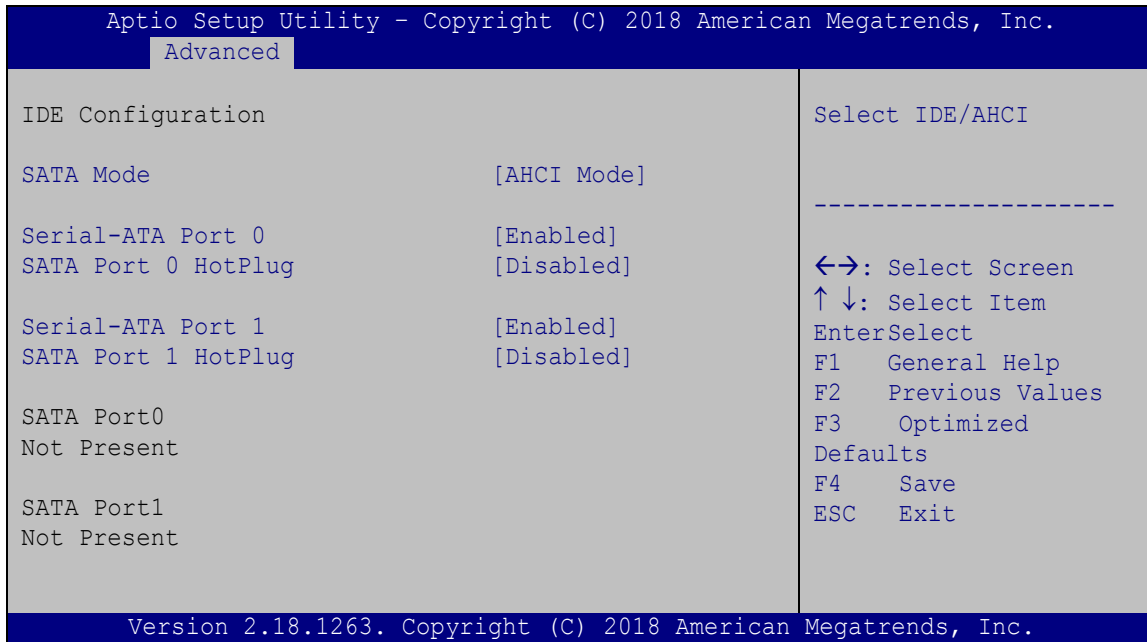 Aptio Setup Utility – Copyright (C) 2018 American Megatrends, Inc.
Advanced
IDE Configuration
SATA Mode [AHCI Mode]
Serial-ATA Port 0 [Enabled]
SATA Port 0 HotPlug [Disabled]
Serial-ATA Port 1 [Enabled]
SATA Port 1 HotPlug [Disabled]
SATA Port0
Not Present
SATA Port1
Not Present
Select IDE/AHCI
---------------------
←→: Select Screen
↑ ↓: Select Item
EnterSelect
F1 General Help
F2 Previous Values
F3 Optimized
Defaults
F4 Save
ESC Exit
Version 2.18.1263. Copyright (C) 2018 American Megatrends, Inc.